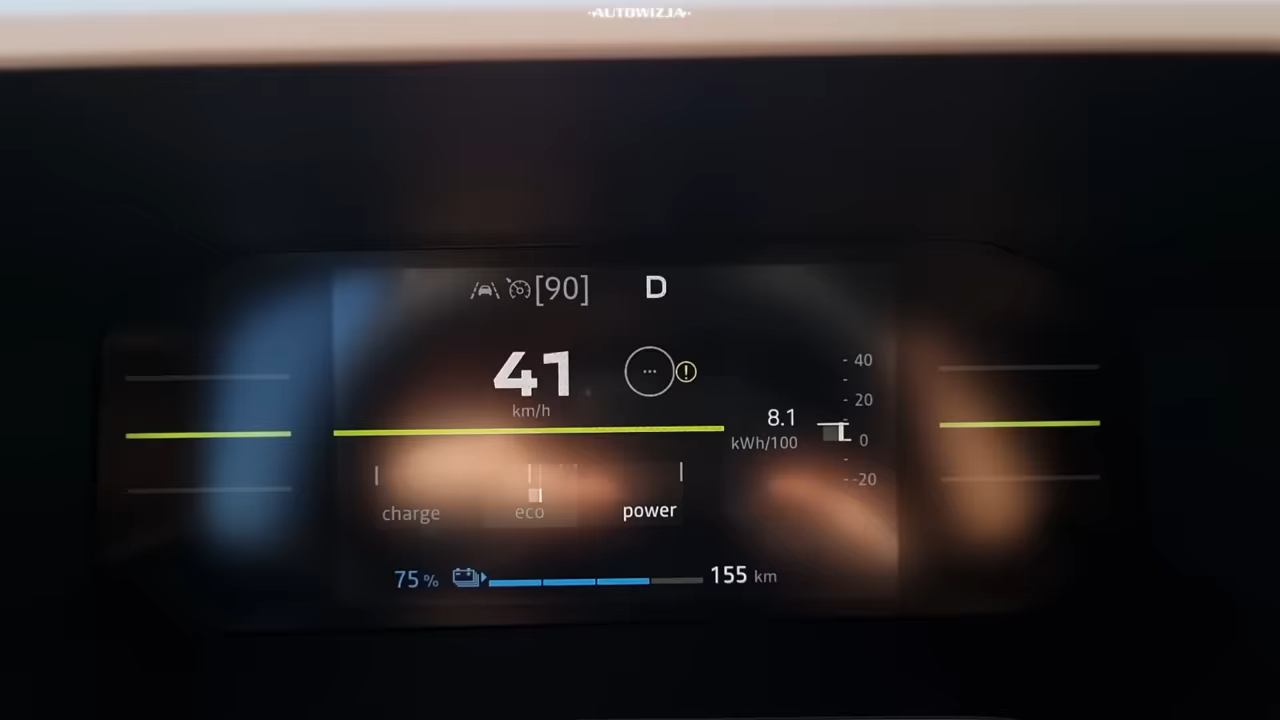 ·AUTOWIZJA·
[90] D
41
km/h
- 40
- 20
8.1
kWh/100
0
- -20
charge eco power
75 % 155 km